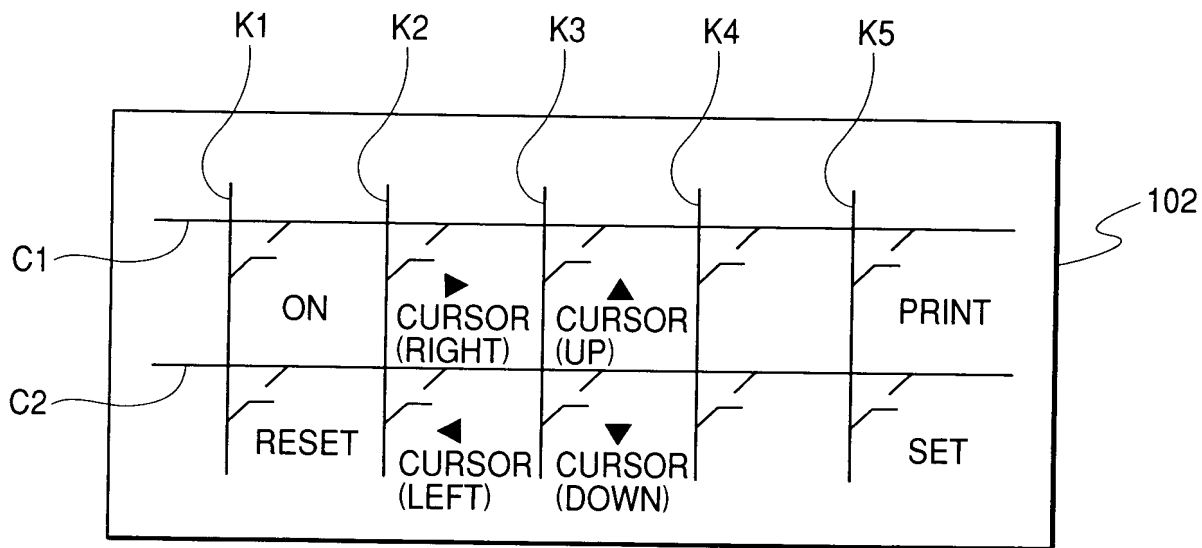 K1 K2 K3 K4 K5
102
C1
ON CURSOR CURSOR PRINT
(RIGHT) (UP)
C2
RESET CURSOR CURSOR SET
(LEFT) (DOWN)